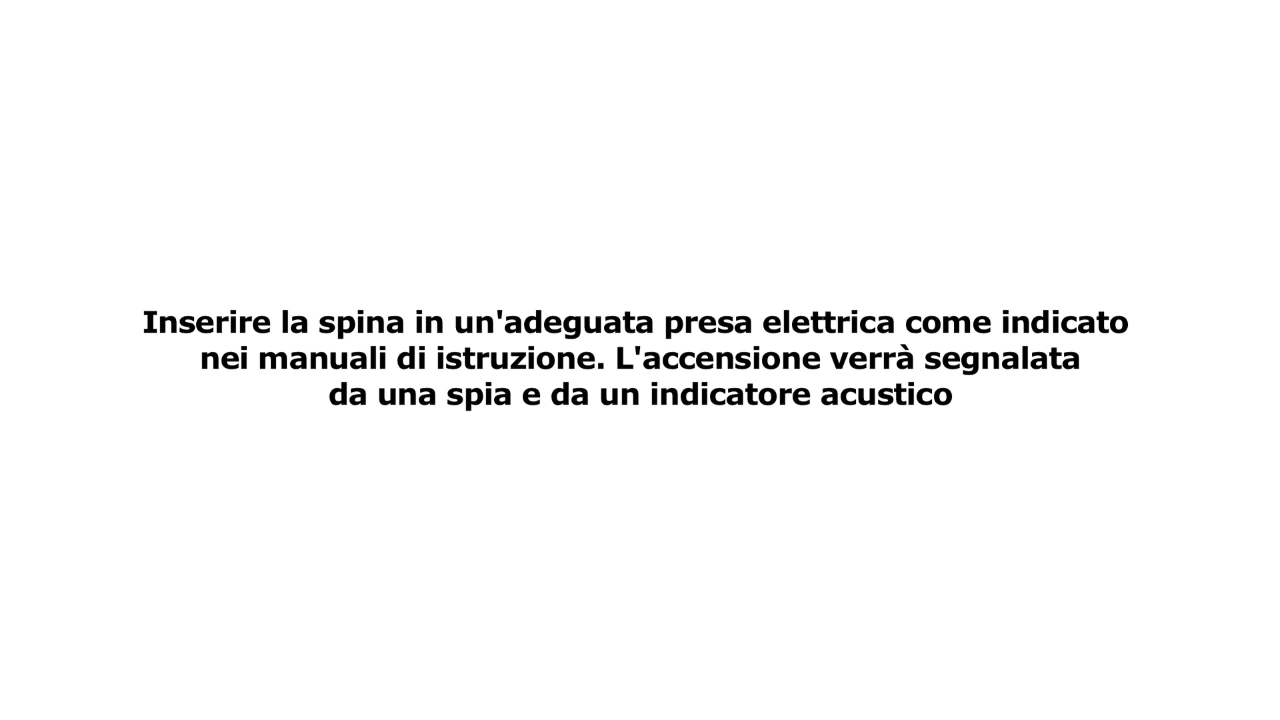 Inserire la spina in un'adeguata presa elettrica come indicato
nei manuali di istruzione. L'accensione verrà segnalata
da una spia e da un indicatore acustico